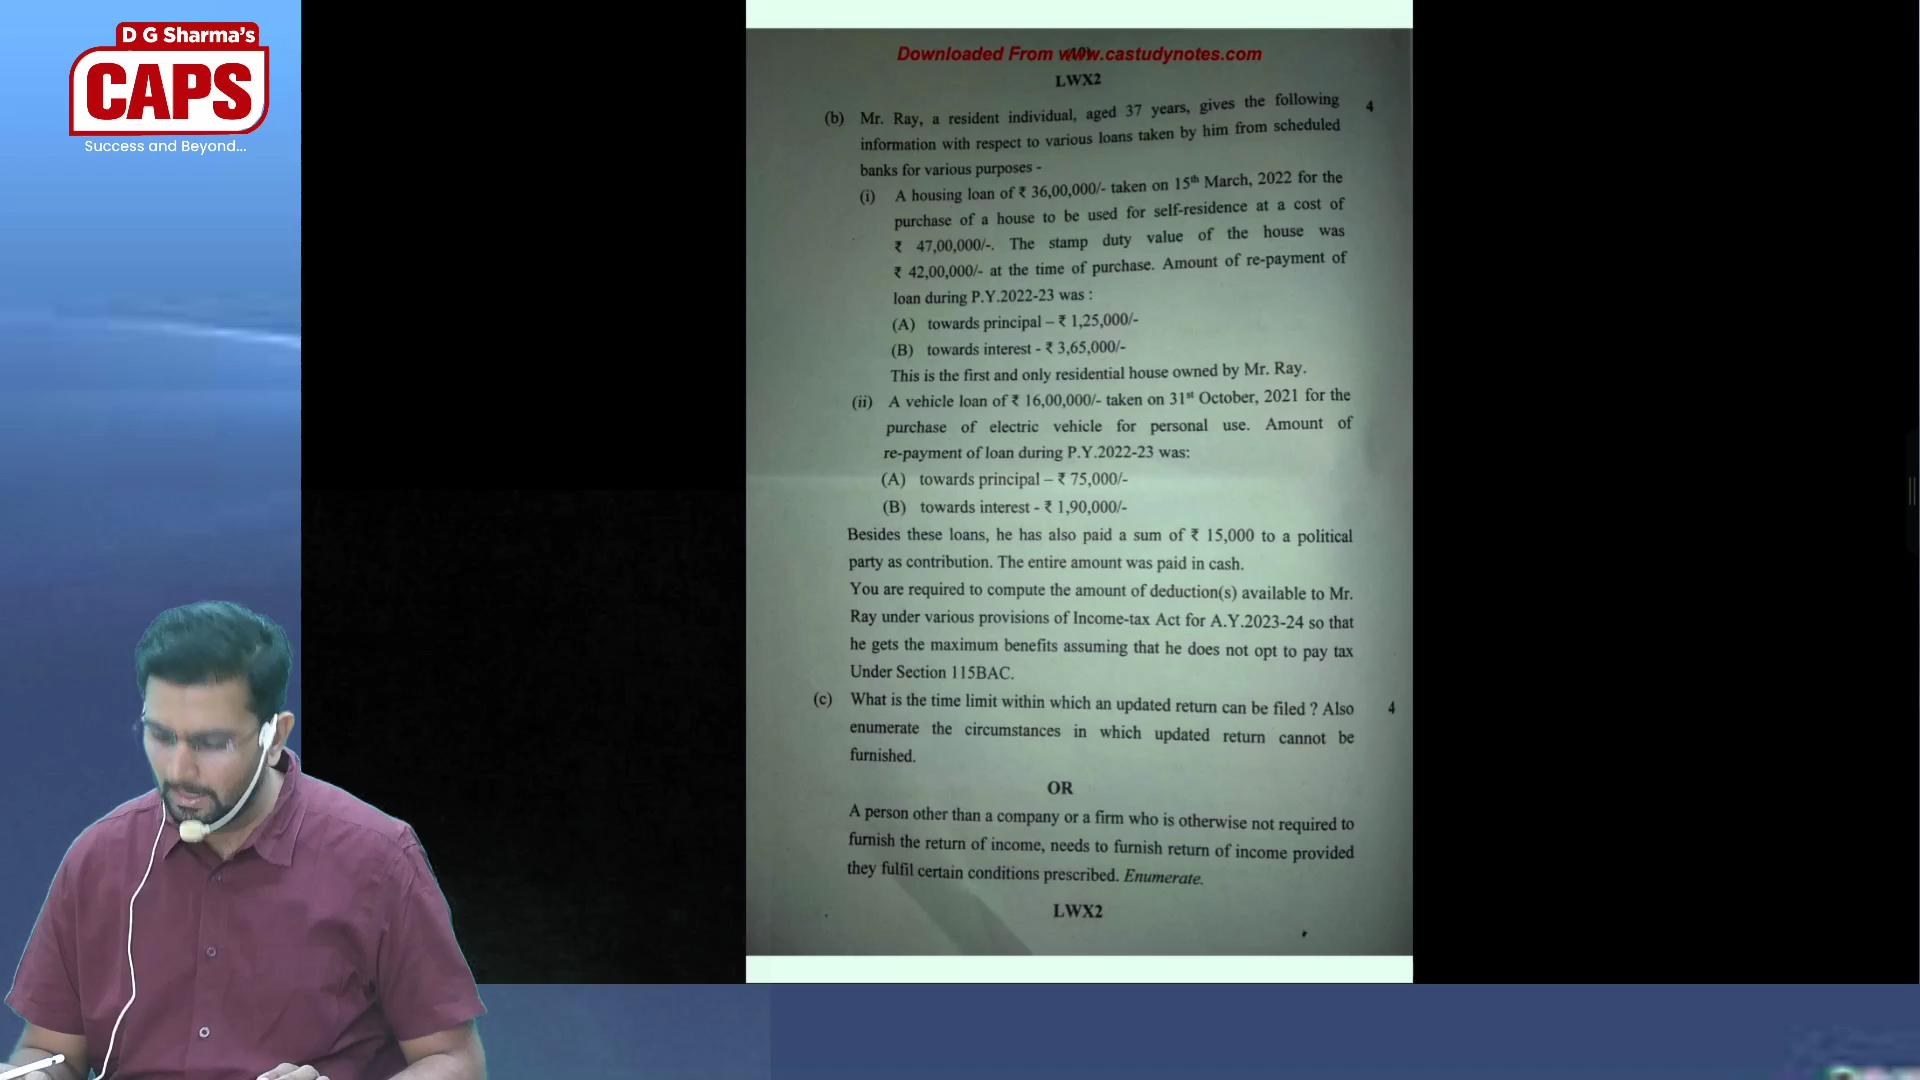 D G Sharma's
CAPS
Success and Beyond...
Downloaded From www.castudynotes.com
LWX2
(b) Mr. Ray, a resident individual, aged 37 years, gives the following 4
information with respect to various loans taken by him from scheduled
banks for various purposes -
(i) A housing loan of ₹ 36,00,000/- taken on 15th March, 2022 for the
purchase of a house to be used for self-residence at a cost of
₹ 47,00,000/-. The stamp duty value of the house was
₹ 42,00,000/- at the time of purchase. Amount of re-payment of
loan during P.Y.2022-23 was :
(A) towards principal – ₹ 1,25,000/-
(B) towards interest - ₹ 3,65,000/-
This is the first and only residential house owned by Mr. Ray.
(ii) A vehicle loan of ₹ 16,00,000/- taken on 31st October, 2021 for the
purchase of electric vehicle for personal use. Amount of
re-payment of loan during P.Y.2022-23 was:
(A) towards principal – ₹ 75,000/-
(B) towards interest - ₹ 1,90,000/-
Besides these loans, he has also paid a sum of ₹ 15,000 to a political
party as contribution. The entire amount was paid in cash.
You are required to compute the amount of deduction(s) available to Mr.
Ray under various provisions of Income-tax Act for A.Y.2023-24 so that
he gets the maximum benefits assuming that he does not opt to pay tax
Under Section 115BAC.
(c) What is the time limit within which an updated return can be filed ? Also 4
enumerate the circumstances in which updated return cannot be
furnished.
OR
A person other than a company or a firm who is otherwise not required to
furnish the return of income, needs to furnish return of income provided
they fulfil certain conditions prescribed. Enumerate.
LWX2